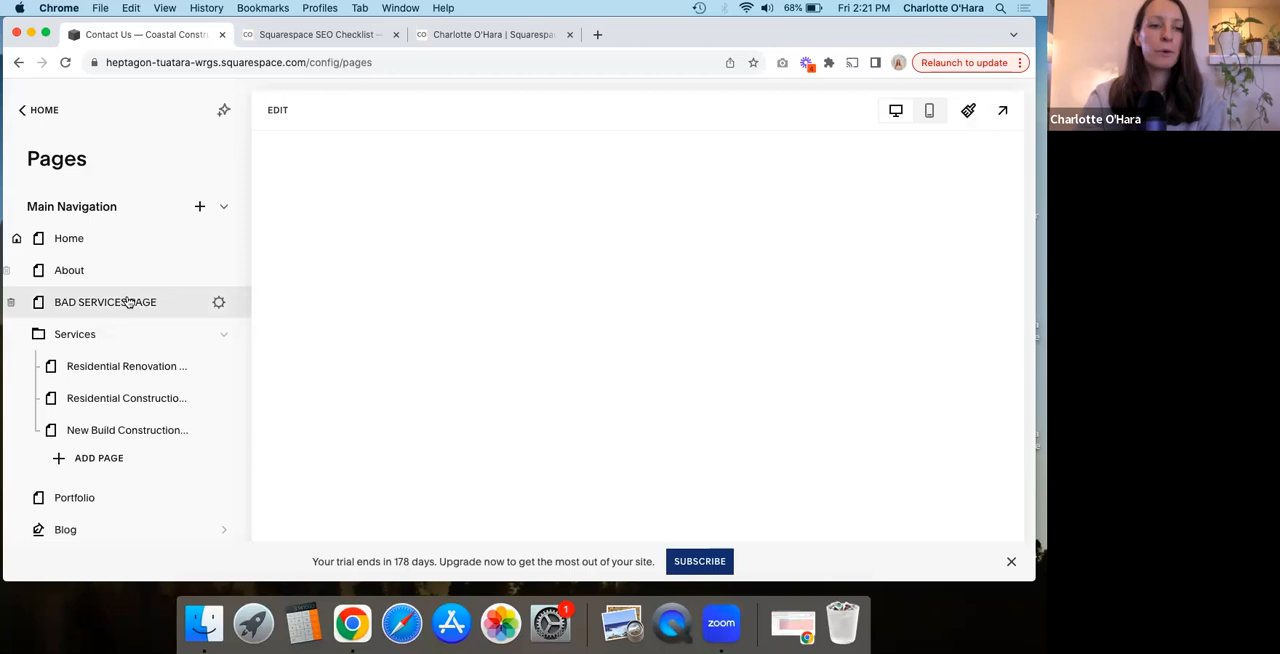 Chrome File Edit View History Bookmarks Profiles Tab Window Help 68% Fri 2:21 PM Charlotte O'Hara
Contact Us — Coastal Constr
CO Squarespace SEO Checklist —
CO Charlotte O'Hara | Squarespa
heptagon-tuatara-wrgs.squarespace.com/config/pages
Relaunch to update
HOME
EDIT
Charlotte O'Hara
Pages
Main Navigation
Home
About
BAD SERVICES PAGE
Services
Residential Renovation ...
Residential Constructio...
New Build Construction...
ADD PAGE
Portfolio
Blog
Your trial ends in 178 days. Upgrade now to get the most out of your site.
SUBSCRIBE
1
zoom